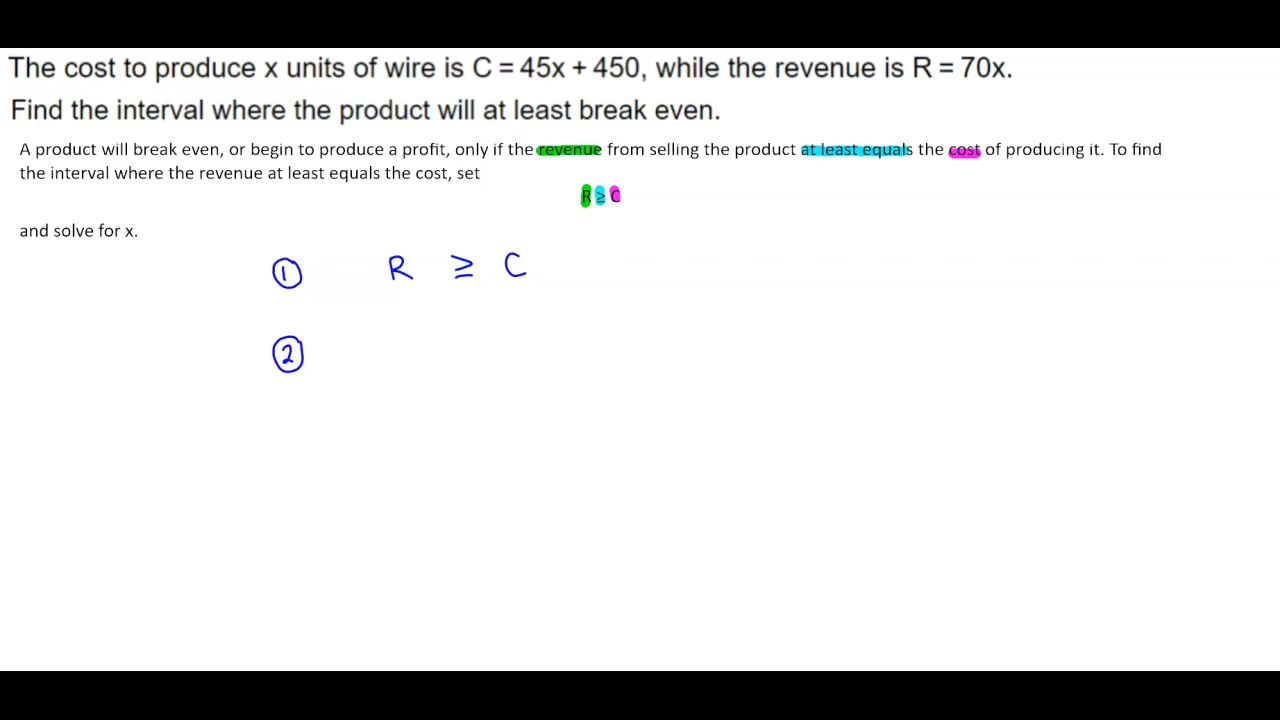 The cost to produce x units of wire is C = 45x + 450, while the revenue is R = 70x.
Find the interval where the product will at least break even.
A product will break even, or begin to produce a profit, only if the revenue from selling the product at least equals the cost of producing it. To find
the interval where the revenue at least equals the cost, set
R ≥ C
and solve for x.
① R ≥ C
②